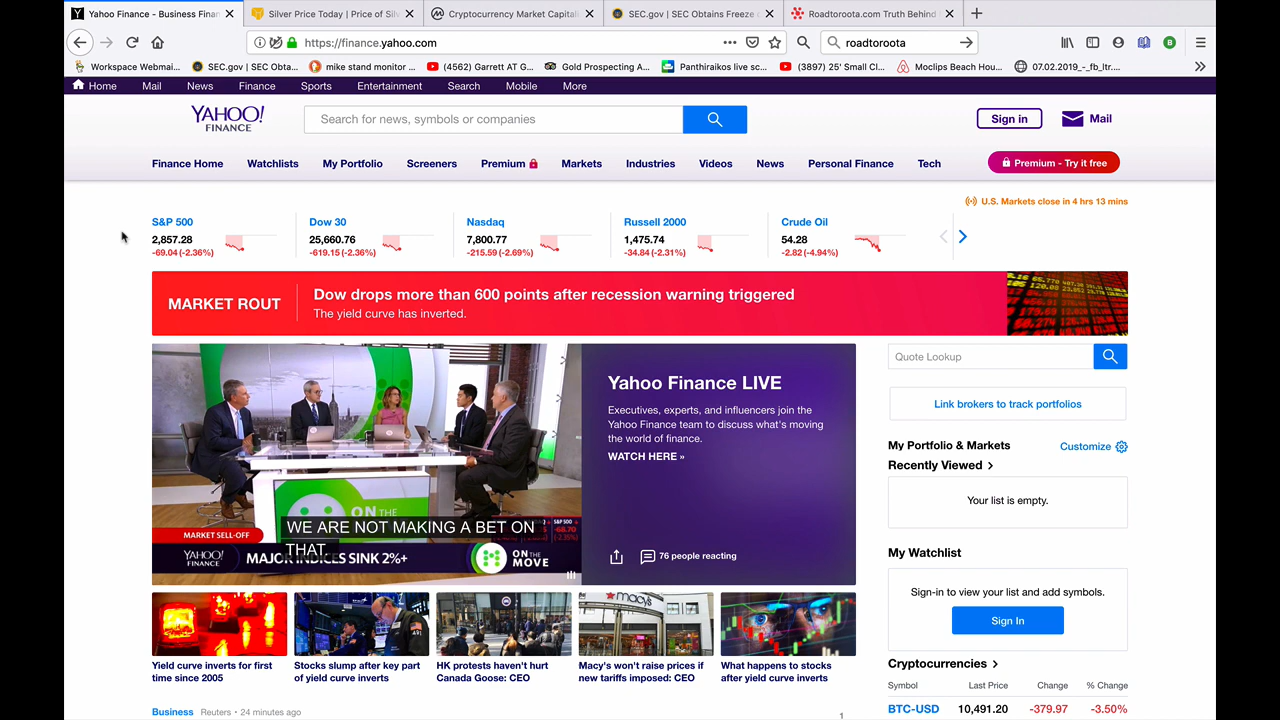 Yahoo Finance - Business Finan
Silver Price Today | Price of Silv
Cryptocurrency Market Capitali
SEC.gov | SEC Obtains Freeze o
Roadtoroota.com Truth Behind
https://finance.yahoo.com
roadtoroota
Workspace Webmai...
SEC.gov | SEC Obta...
mike stand monitor ...
(4562) Garrett AT G...
Gold Prospecting A...
Panthiraikos live sc...
(3897) 25' Small Cl...
Moclips Beach Hou...
07.02.2019_-_fb_ltr....
Home Mail News Finance Sports Entertainment Search Mobile More
YAHOO!
FINANCE
Search for news, symbols or companies
Sign in
Mail
Finance Home Watchlists My Portfolio Screeners Premium Markets Industries Videos News Personal Finance Tech
Premium - Try it free
U.S. Markets close in 4 hrs 13 mins
S&P 500
2,857.28
-69.04 (-2.36%)
Dow 30
25,660.76
-619.15 (-2.36%)
Nasdaq
7,800.77
-215.59 (-2.69%)
Russell 2000
1,475.74
-34.84 (-2.31%)
Crude Oil
54.28
-2.82 (-4.94%)
MARKET ROUT
Dow drops more than 600 points after recession warning triggered
The yield curve has inverted.
ON THE
WE ARE NOT MAKING A BET ON
THAT.
MARKET SELL-OFF
S&P 500
YAHOO!
FINANCE
MAJOR INDICES SINK 2%+
ON THE
MOVE
Yahoo Finance LIVE
Executives, experts, and influencers join the
Yahoo Finance team to discuss what's moving
the world of finance.
WATCH HERE »
76 people reacting
Quote Lookup
Link brokers to track portfolios
My Portfolio & Markets
Customize
Recently Viewed
Your list is empty.
My Watchlist
Sign-in to view your list and add symbols.
Sign In
Cryptocurrencies
Symbol Last Price Change % Change
BTC-USD 10,491.20 -379.97 -3.50%
macy's
Yield curve inverts for first
time since 2005
Stocks slump after key part
of yield curve inverts
HK protests haven't hurt
Canada Goose: CEO
Macy's won't raise prices if
new tariffs imposed: CEO
What happens to stocks
after yield curve inverts
Business Reuters • 24 minutes ago
1